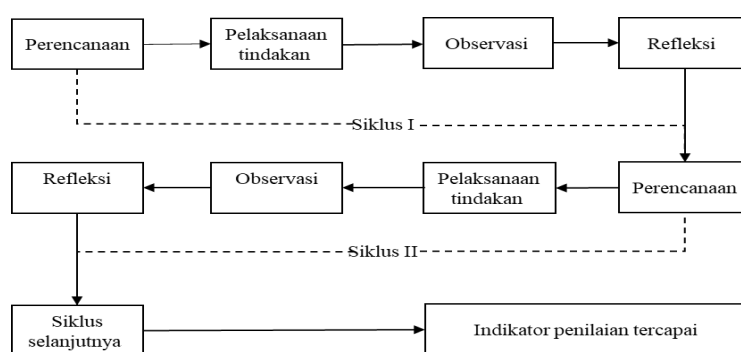 Perencanaan
Pelaksanaan
tindakan
Observasi
Refleksi
Siklus I
Refleksi
Observasi
Pelaksanaan
tindakan
Perencanaan
Siklus II
Siklus
selanjutnya
Indikator penilaian tercapai